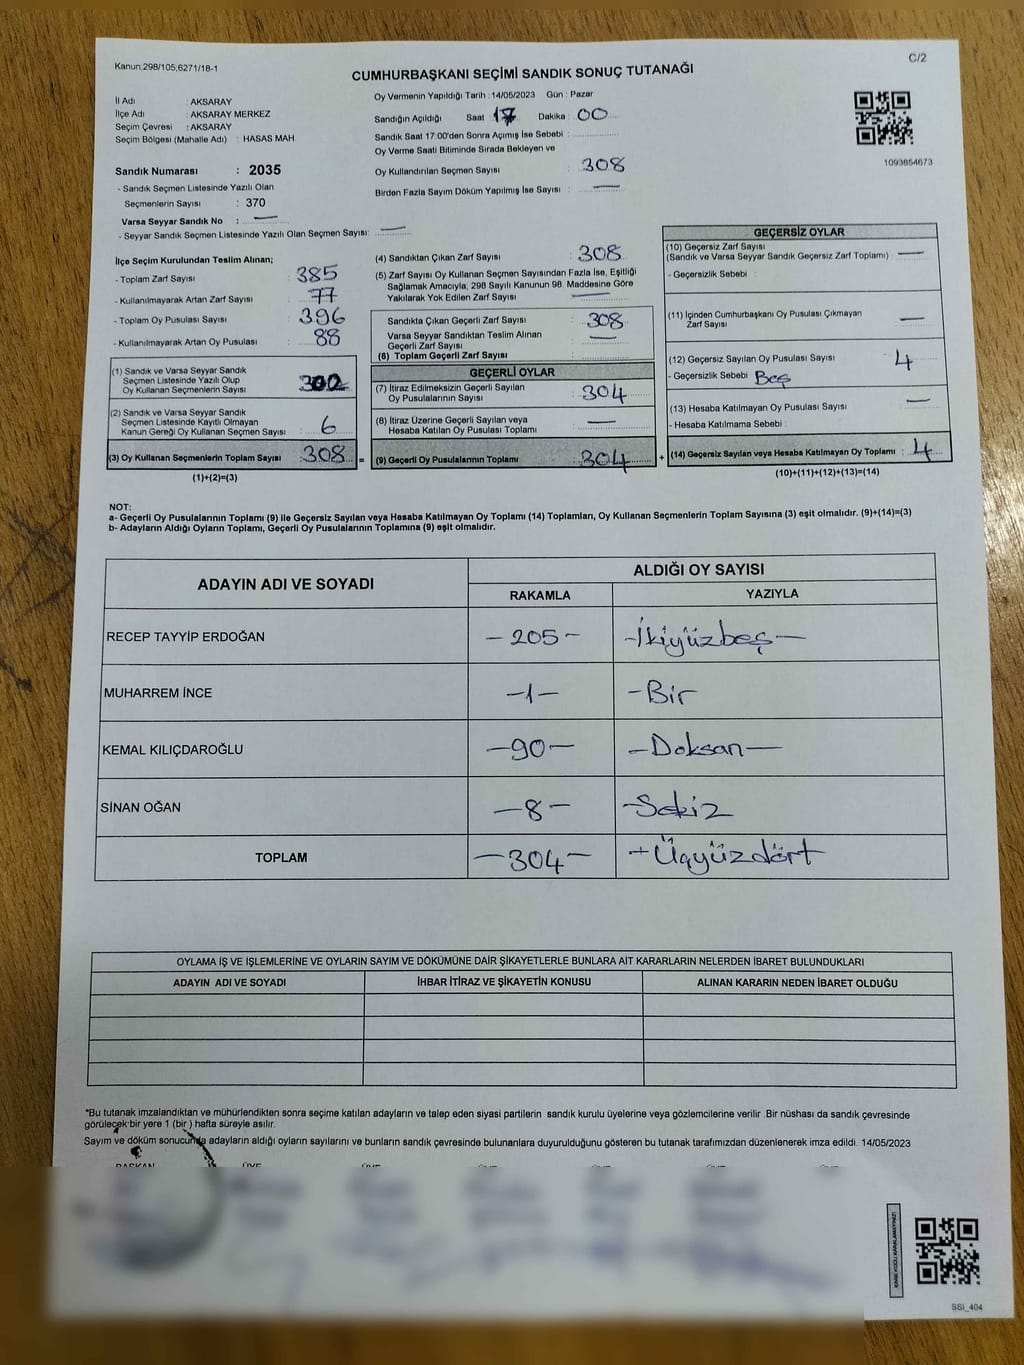 Kanun;298/105,6271/18-1
C/2
CUMHURBAŞKANI SEÇİMİ SANDIK SONUÇ TUTANAĞI
İl Adı : AKSARAY
İlçe Adı : AKSARAY MERKEZ
Seçim Çevresi : AKSARAY
Seçim Bölgesi (Mahalle Adı) : HASAS MAH.
Sandık Numarası : 2035
- Sandık Seçmen Listesinde Yazılı Olan
Seçmenlerin Sayısı : 370
Varsa Seyyar Sandık No : —
- Seyyar Sandık Seçmen Listesinde Yazılı Olan Seçmen Sayısı: —
Oy Vermenin Yapıldığı Tarih : 14/05/2023 Gün : Pazar
Sandığın Açıldığı Saat : 17 Dakika : 00
Sandık Saat 17:00'den Sonra Açımış İse Sebebi :
Oy Verme Saati Bitiminde Sırada Bekleyen ve
Oy Kullandırılan Seçmen Sayısı : 308
Birden Fazla Sayım Döküm Yapılmış İse Sayısı : —
1093854673
İlçe Seçim Kurulundan Teslim Alınan;
- Toplam Zarf Sayısı : 385
- Kullanılmayarak Artan Zarf Sayısı : 77
- Toplam Oy Pusulası Sayısı : 396
- Kullanılmayarak Artan Oy Pusulası : 88
(1) Sandık ve Varsa Seyyar Sandık
Seçmen Listesinde Yazılı Olup
Oy Kullanan Seçmenlerin Sayısı : 302
(2) Sandık ve Varsa Seyyar Sandık
Seçmen Listesinde Kayıtlı Olmayan
Kanun Gereği Oy Kullanan Seçmen Sayısı : 6
(3) Oy Kullanan Seçmenlerin Toplam Sayısı : 308 =
(1)+(2)=(3)
(4) Sandıktan Çıkan Zarf Sayısı : 308
(5) Zarf Sayısı Oy Kullanan Seçmen Sayısından Fazla İse, Eşitliği
Sağlamak Amacıyla, 298 Sayılı Kanunun 98. Maddesine Göre
Yakılarak Yok Edilen Zarf Sayısı : —
Sandıkta Çıkan Geçerli Zarf Sayısı : 308
Varsa Seyyar Sandıktan Teslim Alınan
Geçerli Zarf Sayısı : —
(6) Toplam Geçerli Zarf Sayısı :
GEÇERLİ OYLAR
(7) İtiraz Edilmeksizin Geçerli Sayılan
Oy Pusulalarının Sayısı : 304
(8) İtiraz Üzerine Geçerli Sayılan veya
Hesaba Katılan Oy Pusulası Toplamı : —
(9) Geçerli Oy Pusulalarının Toplamı : 304 +
GEÇERSİZ OYLAR
(10) Geçersiz Zarf Sayısı
(Sandık ve Varsa Seyyar Sandık Geçersiz Zarf Toplamı) : —
- Geçersizlik Sebebi :
(11) İçinden Cumhurbaşkanı Oy Pusulası Çıkmayan
Zarf Sayısı : —
(12) Geçersiz Sayılan Oy Pusulası Sayısı : 4
- Geçersizlik Sebebi : Beş
(13) Hesaba Katılmayan Oy Pusulası Sayısı : —
- Hesaba Katılmama Sebebi :
(14) Geçersiz Sayılan veya Hesaba Katılmayan Oy Toplamı : 4
(10)+(11)+(12)+(13)=(14)
NOT:
a- Geçerli Oy Pusulalarının Toplamı (9) ile Geçersiz Sayılan veya Hesaba Katılmayan Oy Toplamı (14) Toplamları, Oy Kullanan Seçmenlerin Toplam Sayısına (3) eşit olmalıdır. (9)+(14)=(3)
b- Adayların Aldığı Oyların Toplamı, Geçerli Oy Pusulalarının Toplamına (9) eşit olmalıdır.
ADAYIN ADI VE SOYADI ALDIĞI OY SAYISI
RAKAMLA YAZIYLA
RECEP TAYYİP ERDOĞAN - 205 - - İkiyüzbeş -
MUHARREM İNCE - 1 - - Bir
KEMAL KILIÇDAROĞLU - 90 - - Doksan -
SİNAN OĞAN - 8 - - Sekiz
TOPLAM - 304 - - Üçyüzdört
OYLAMA İŞ VE İŞLEMLERİNE VE OYLARIN SAYIM VE DÖKÜMÜNE DAİR ŞİKAYETLERLE BUNLARA AİT KARARLARIN NELERDEN İBARET BULUNDUKLARI
ADAYIN ADI VE SOYADI İHBAR İTİRAZ VE ŞİKAYETİN KONUSU ALINAN KARARIN NEDEN İBARET OLDUĞU
*Bu tutanak imzalandıktan ve mühürlendikten sonra seçime katılan adayların ve talep eden siyasi partilerin sandık kurulu üyelerine veya gözlemcilerine verilir .Bir nüshası da sandık çevresinde
görülecek bir yere 1 (bir ) hafta süreyle asılır.
Sayım ve döküm sonucunda adayların aldığı oyların sayılarını ve bunların sandık çevresinde bulunanlara duyurulduğunu gösteren bu tutanak tarafımızdan düzenlenerek imza edildi. 14/05/2023
BAŞKAN ÜYE ÜYE
SSI_404